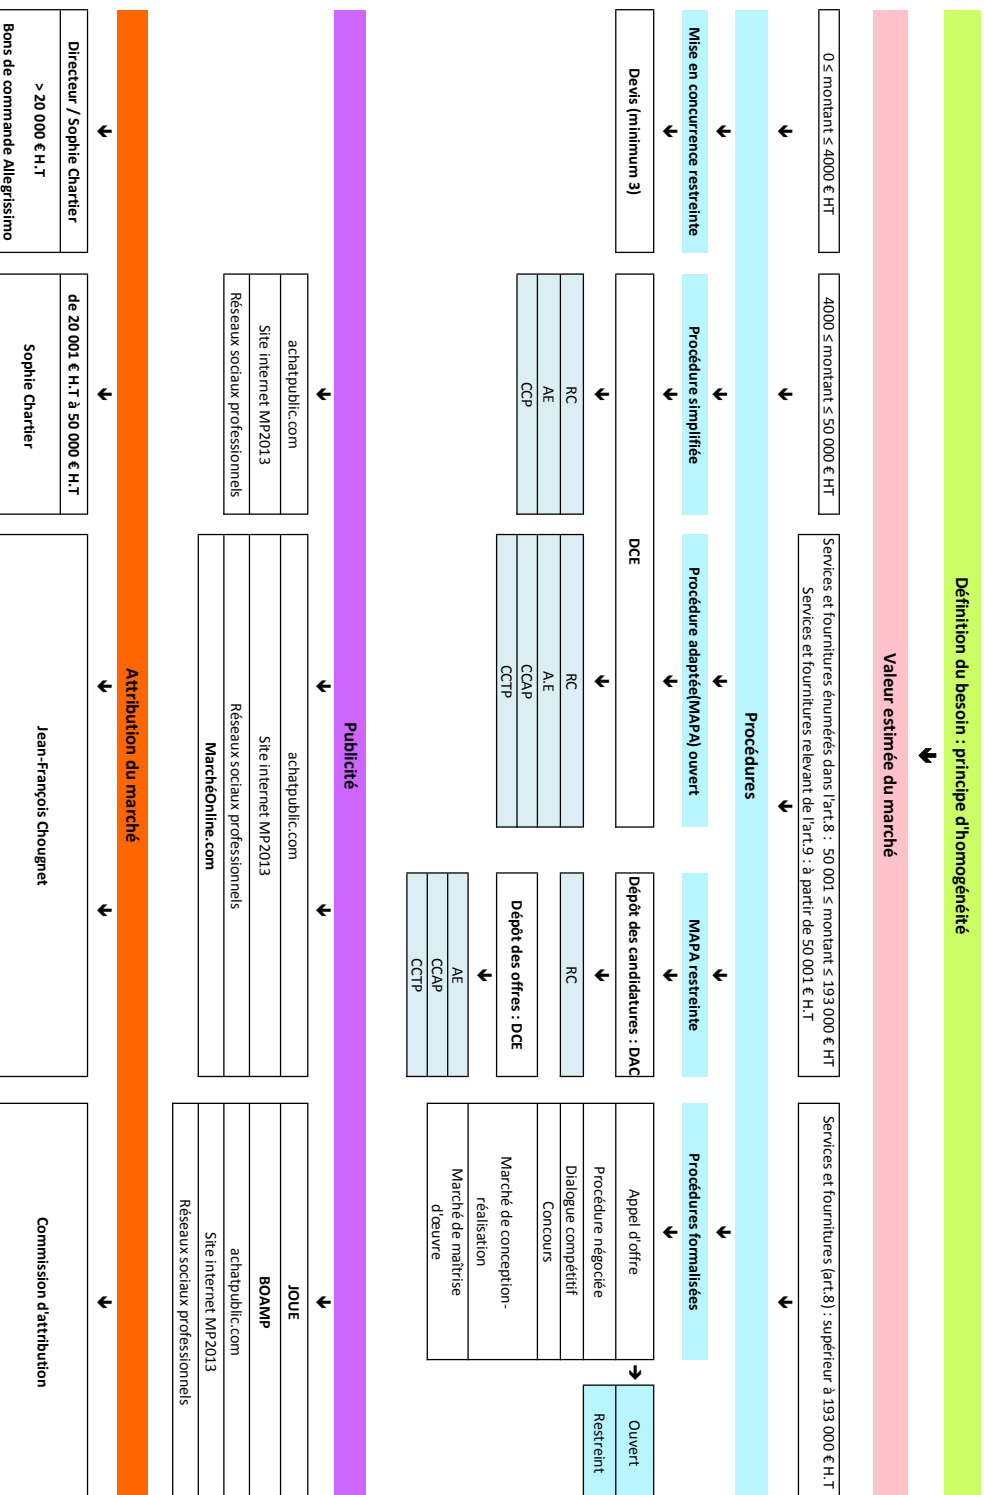 Définition du besoin : principe d'homogénéité
Valeur estimée du marché
0 ≤ montant ≤ 4000 € HT
4000 ≤ montant ≤ 50 000 € HT
Services et fournitures énumérés dans l'art.8 : 50 001 ≤ montant ≤ 193 000 € HT
Services et fournitures relevant de l'art.9 : à partir de 50 001 € H.T
Services et fournitures (art.8) : supérieur à 193 000 € H.T
Procédures
Mise en concurrence restreinte
Procédure simplifiée
Procédure adaptée(MAPA) ouvert
MAPA restreinte
Procédures formalisées
Devis (minimum 3)
DCE
RC
AE
CCP
RC
A.E
CCAP
CCTP
Dépôt des candidatures : DAC
RC
Dépôt des offres : DCE
AE
CCAP
CCTP
Appel d'offre
Procédure négociée
Dialogue compétitif
Concours
Marché de conception-
réalisation
Marché de maîtrise
d'œuvre
Ouvert
Restreint
Publicité
achatpublic.com
Site internet MP2013
Réseaux sociaux professionnels
achatpublic.com
Site internet MP2013
Réseaux sociaux professionnels
MarchéOnline.com
JOUE
BOAMP
achatpublic.com
Site internet MP2013
Réseaux sociaux professionnels
Attribution du marché
Directeur / Sophie Chartier
> 20 000 € H.T
Bons de commande Allegrissimo
de 20 001 € H.T à 50 000 € H.T
Sophie Chartier
Jean-François Chougnet
Commission d'attribution